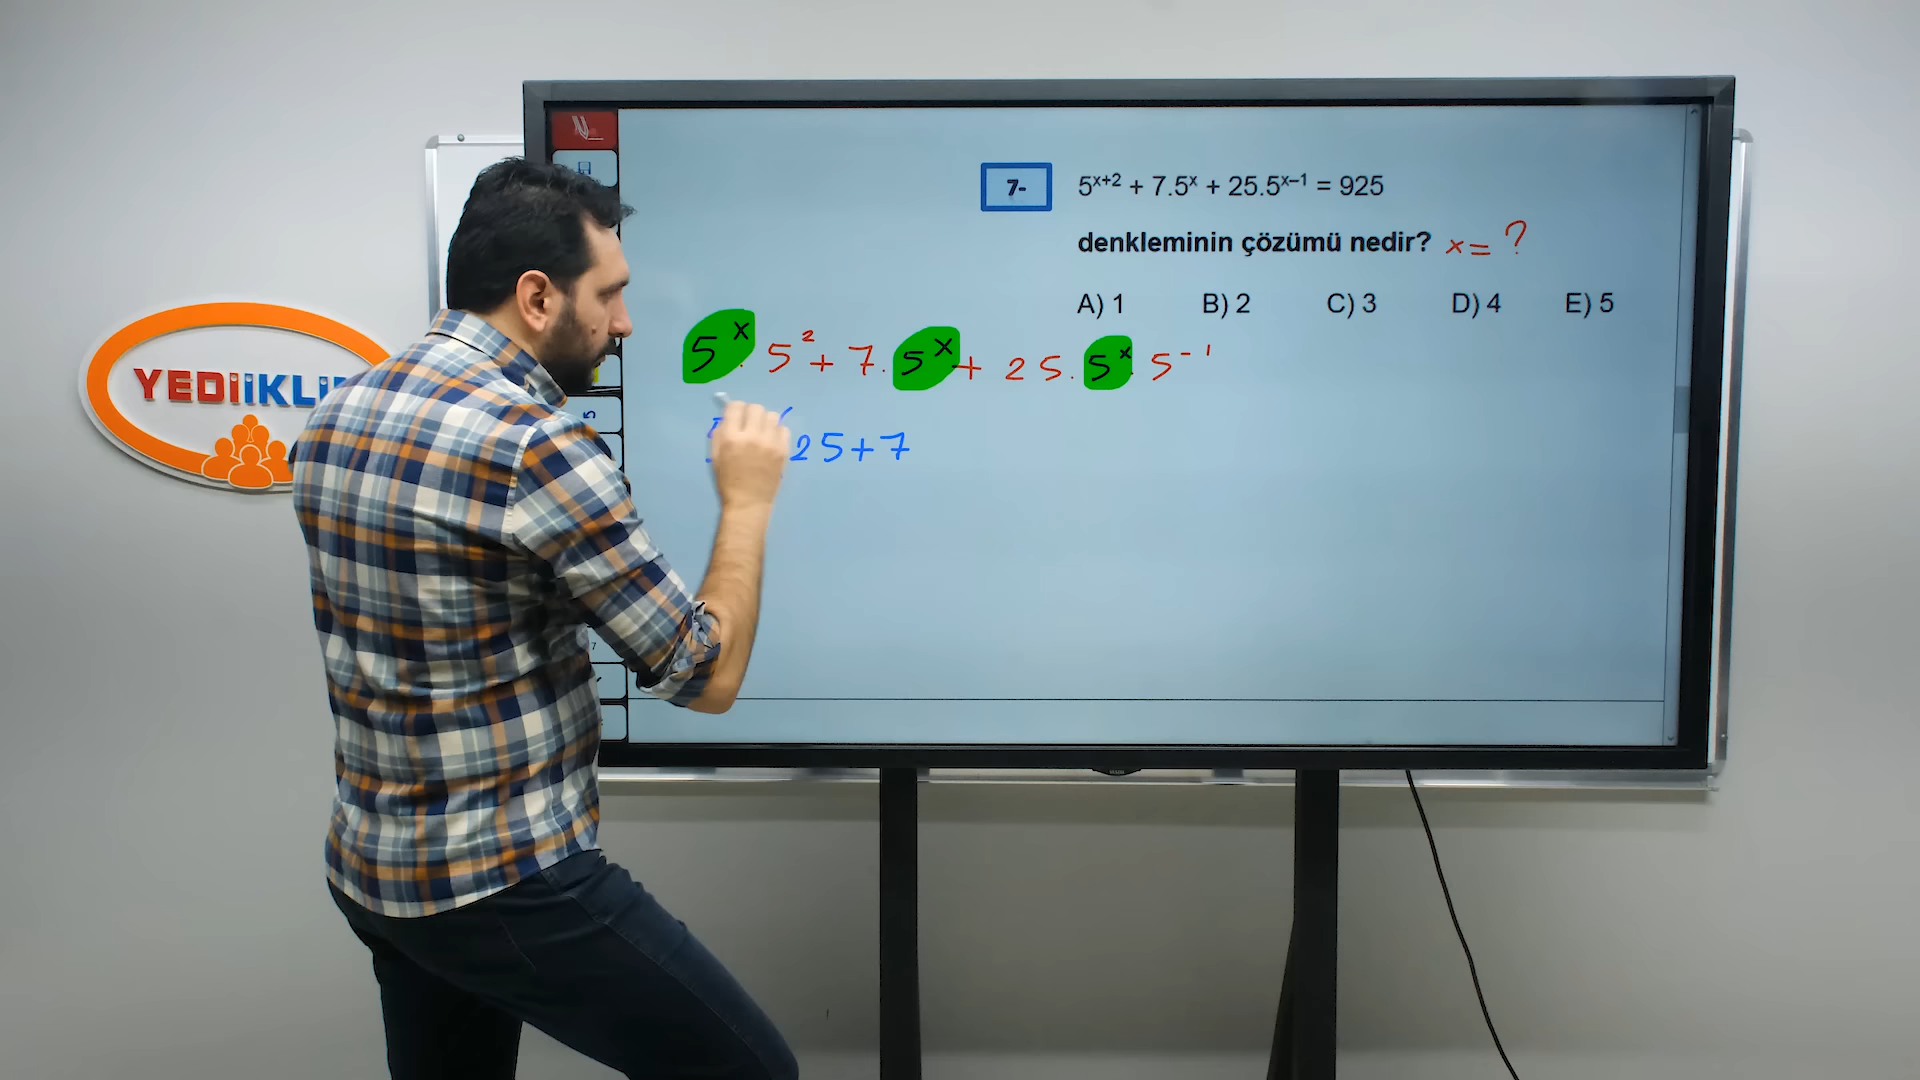 7- 5ˣ⁺² + 7.5ˣ + 25.5ˣ⁻¹ = 925
denkleminin çözümü nedir? x = ?
A) 1 B) 2 C) 3 D) 4 E) 5
5ˣ . 5² + 7 . 5ˣ + 25 . 5ˣ . 5⁻¹
25 + 7